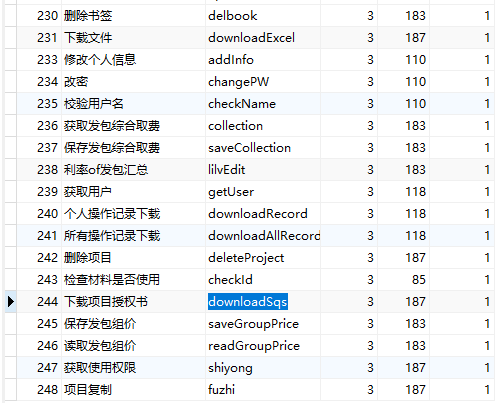 230 删除书签 delbook 3 183 1
231 下载文件 downloadExcel 3 187 1
233 修改个人信息 addInfo 3 110 1
234 改密 changePW 3 110 1
235 校验用户名 checkName 3 110 1
236 获取发包综合取费 collection 3 183 1
237 保存发包综合取费 saveCollection 3 183 1
238 利率of发包汇总 lilvEdit 3 183 1
239 获取用户 getUser 3 118 1
240 个人操作记录下载 downloadRecord 3 118 1
241 所有操作记录下载 downloadAllRecord 3 118 1
242 删除项目 deleteProject 3 187 1
243 检查材料是否使用 checkId 3 85 1
244 下载项目授权书 downloadSqs 3 187 1
245 保存发包组价 saveGroupPrice 3 183 1
246 读取发包组价 readGroupPrice 3 183 1
247 获取使用权限 shiyong 3 187 1
248 项目复制 fuzhi 3 187 1